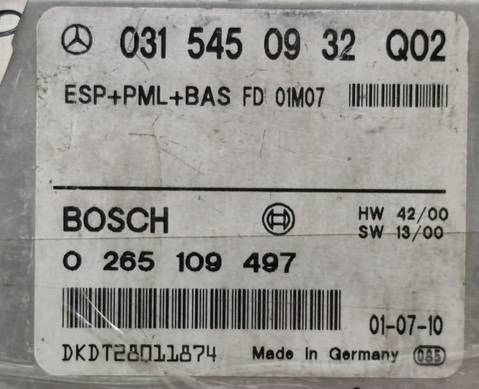 031 545 09 32 Q02
ESP+PML+BAS FD 01M07
BOSCH
HW 42/00
SW 13/00
0 265 109 497
01-07-10
DKDT28011874
Made in Germany 085